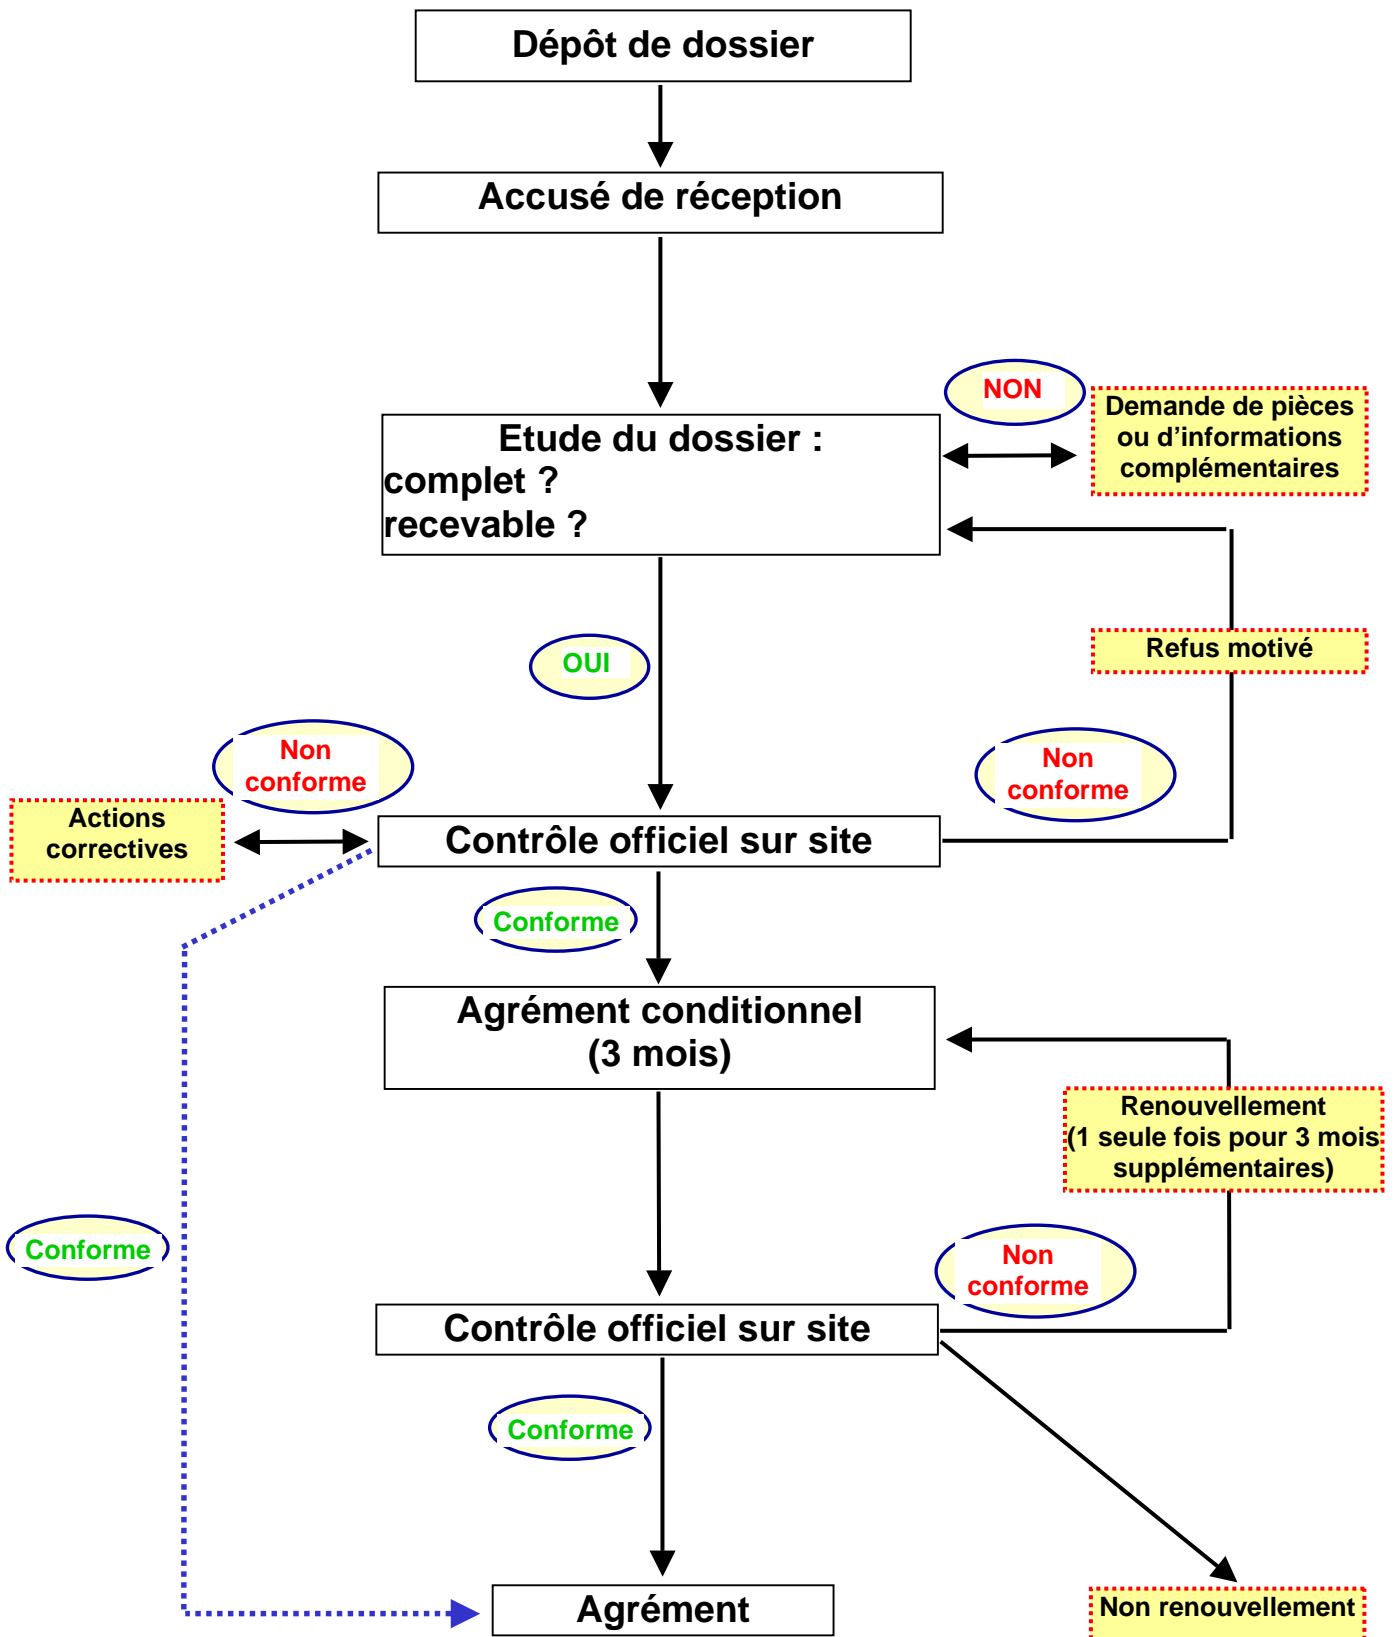 Dépôt de dossier
Accusé de réception
NON
Demande de pièces
ou d'informations
complémentaires
Etude du dossier :
complet ?
recevable ?
Refus motivé
OUI
Non
conforme
Non
conforme
Actions
correctives
Contrôle officiel sur site
Conforme
Agrément conditionnel
(3 mois)
Renouvellement
(1 seule fois pour 3 mois
supplémentaires)
Conforme
Non
conforme
Contrôle officiel sur site
Conforme
Agrément
Non renouvellement